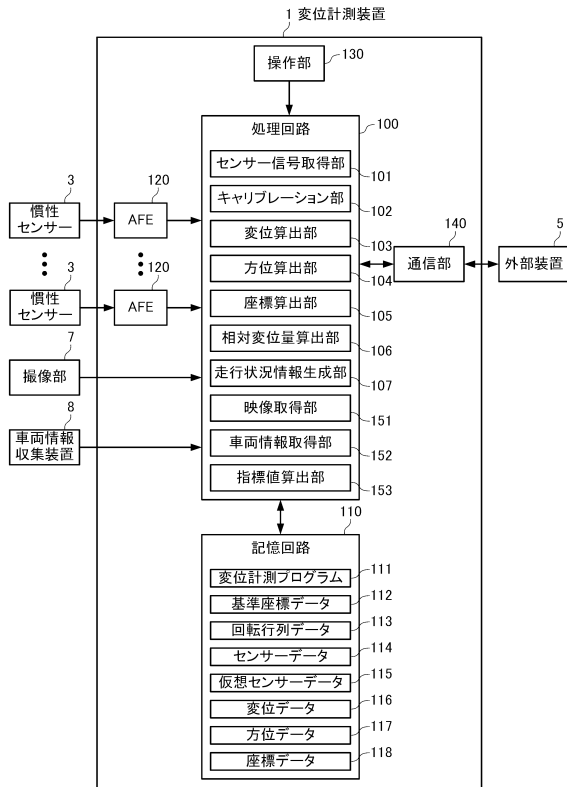 1 変位計測装置
操作部
130
処理回路
100
センサー信号取得部
101
キャリブレーション部
102
変位算出部
103
方位算出部
104
座標算出部
105
相対変位量算出部
106
走行状況情報生成部
107
映像取得部
151
車両情報取得部
152
指標値算出部
153
3
慣性
センサー
120
AFE
3
慣性
センサー
120
AFE
7
撮像部
8
車両情報
収集装置
140
通信部
5
外部装置
110
記憶回路
変位計測プログラム
111
基準座標データ
112
回転行列データ
113
センサーデータ
114
仮想センサーデータ
115
変位データ
116
方位データ
117
座標データ
118